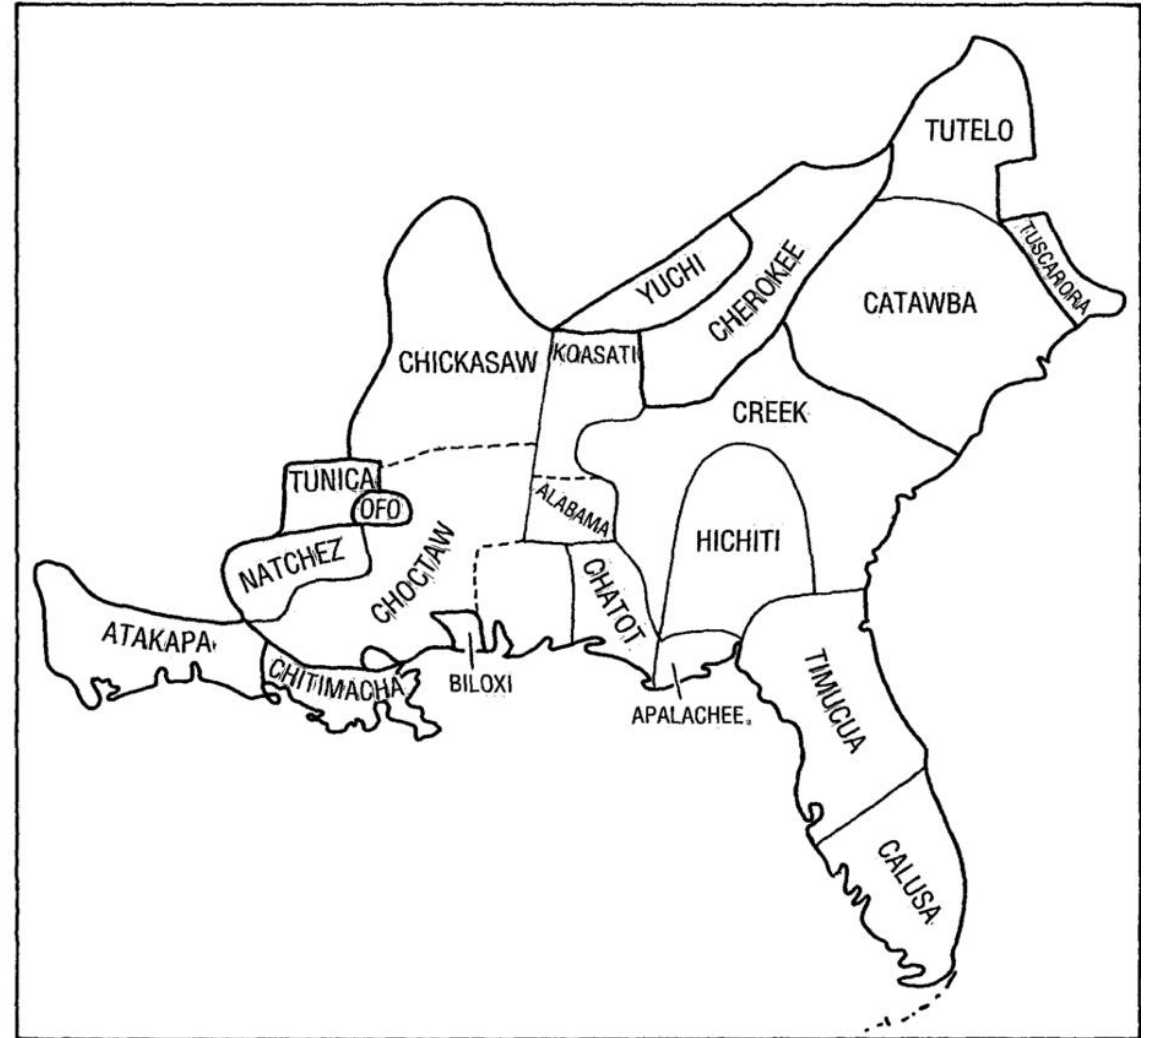 TUTELO
TUSCARORA
YUCHI
CHEROKEE
CATAWBA
CHICKASAW
KOASATI
CREEK
TUNICA
OFO
ALABAMA
HICHITI
NATCHEZ
CHOCTAW
CHATOT
ATAKAPA
CHITIMACHA
BILOXI
APALACHEE
TIMUCUA
CALUSA